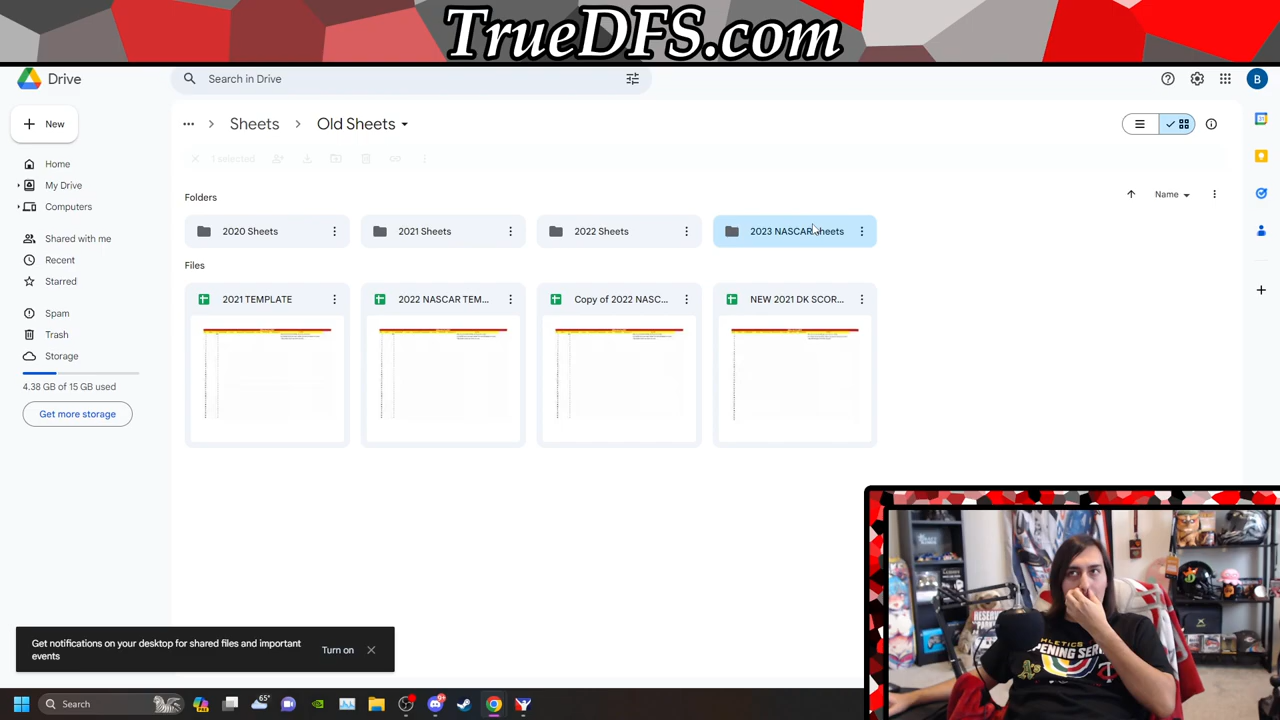 TrueDFS.com
Drive
Search in Drive
B
New
Sheets
Old Sheets
1 selected
Home
My Drive
Computers
Shared with me
Recent
Starred
Spam
Trash
Storage
4.38 GB of 15 GB used
Get more storage
Folders
Name
2020 Sheets
2021 Sheets
2022 Sheets
2023 NASCAR Sheets
Files
2021 TEMPLATE
2022 NASCAR TEM...
Copy of 2022 NASC...
NEW 2021 DK SCOR...
Get notifications on your desktop for shared files and important
events
Turn on
Search
65°